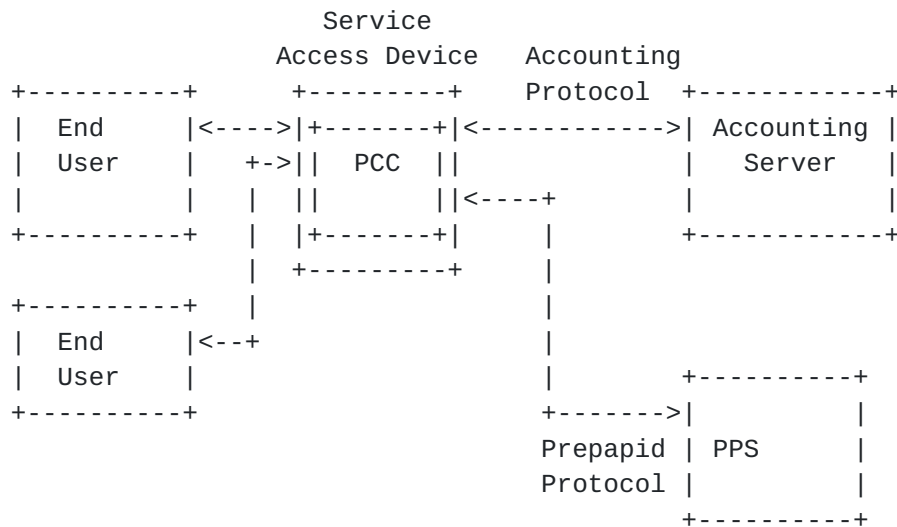 Service
Access Device Accounting
Protocol
End Accounting
User PCC Server
End
User
Prepapid PPS
Protocol